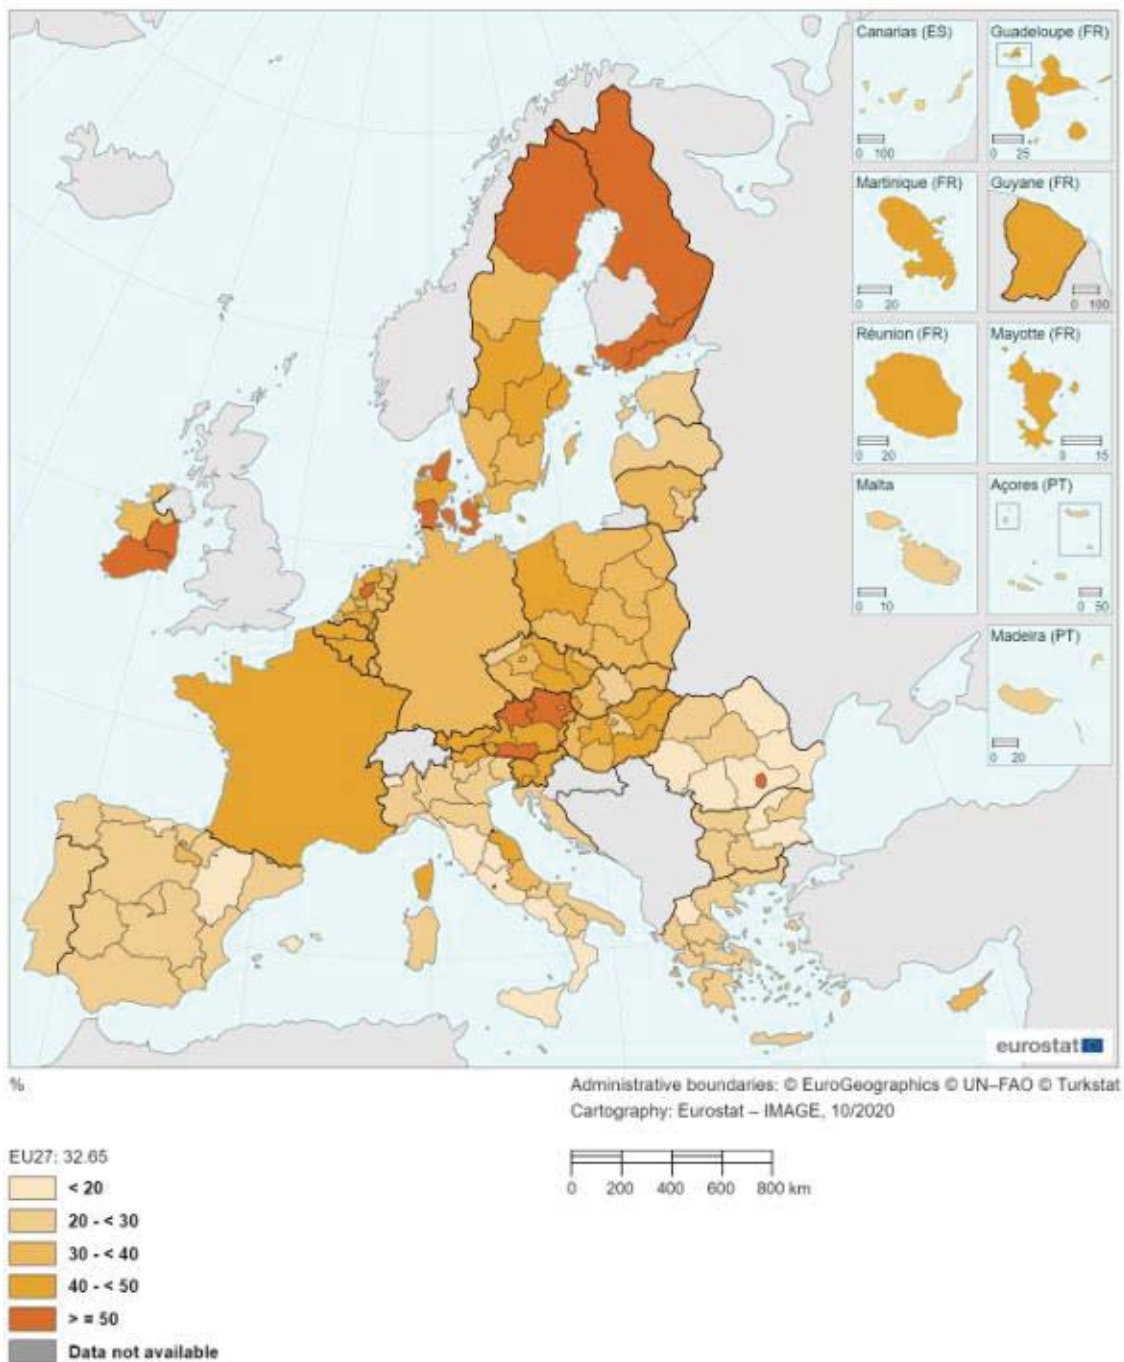 Canarias (ES)
0 100
Guadeloupe (FR)
0 25
Martinique (FR)
0 20
Guyane (FR)
0 100
Réunion (FR)
0 20
Mayotte (FR)
0 15
Malta
0 10
Açores (PT)
0 50
Madeira (PT)
0 20
eurostat
%
Administrative boundaries: © EuroGeographics © UN–FAO © Turkstat
Cartography: Eurostat – IMAGE, 10/2020
EU27: 32.65
< 20
20 - < 30
30 - < 40
40 - < 50
> = 50
Data not available
0 200 400 600 800 km